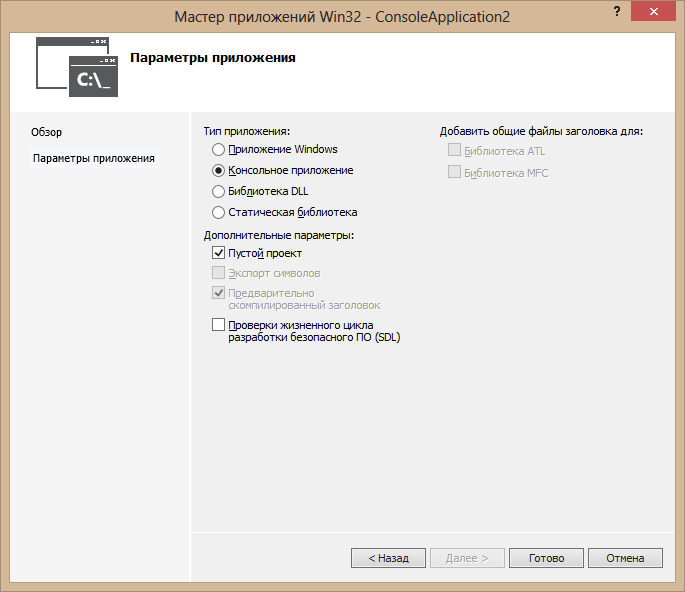 Мастер приложений Win32 - ConsoleApplication2
?
C:\_
Параметры приложения
Обзор
Параметры приложения
Тип приложения:
Приложение Windows
Консольное приложение
Библиотека DLL
Статическая библиотека
Дополнительные параметры:
Пустой проект
Экспорт символов
Предварительно
скомпилированный заголовок
Проверки жизненного цикла
разработки безопасного ПО (SDL)
Добавить общие файлы заголовка для:
Библиотека ATL
Библиотека MFC
< Назад
Далее >
Готово
Отмена